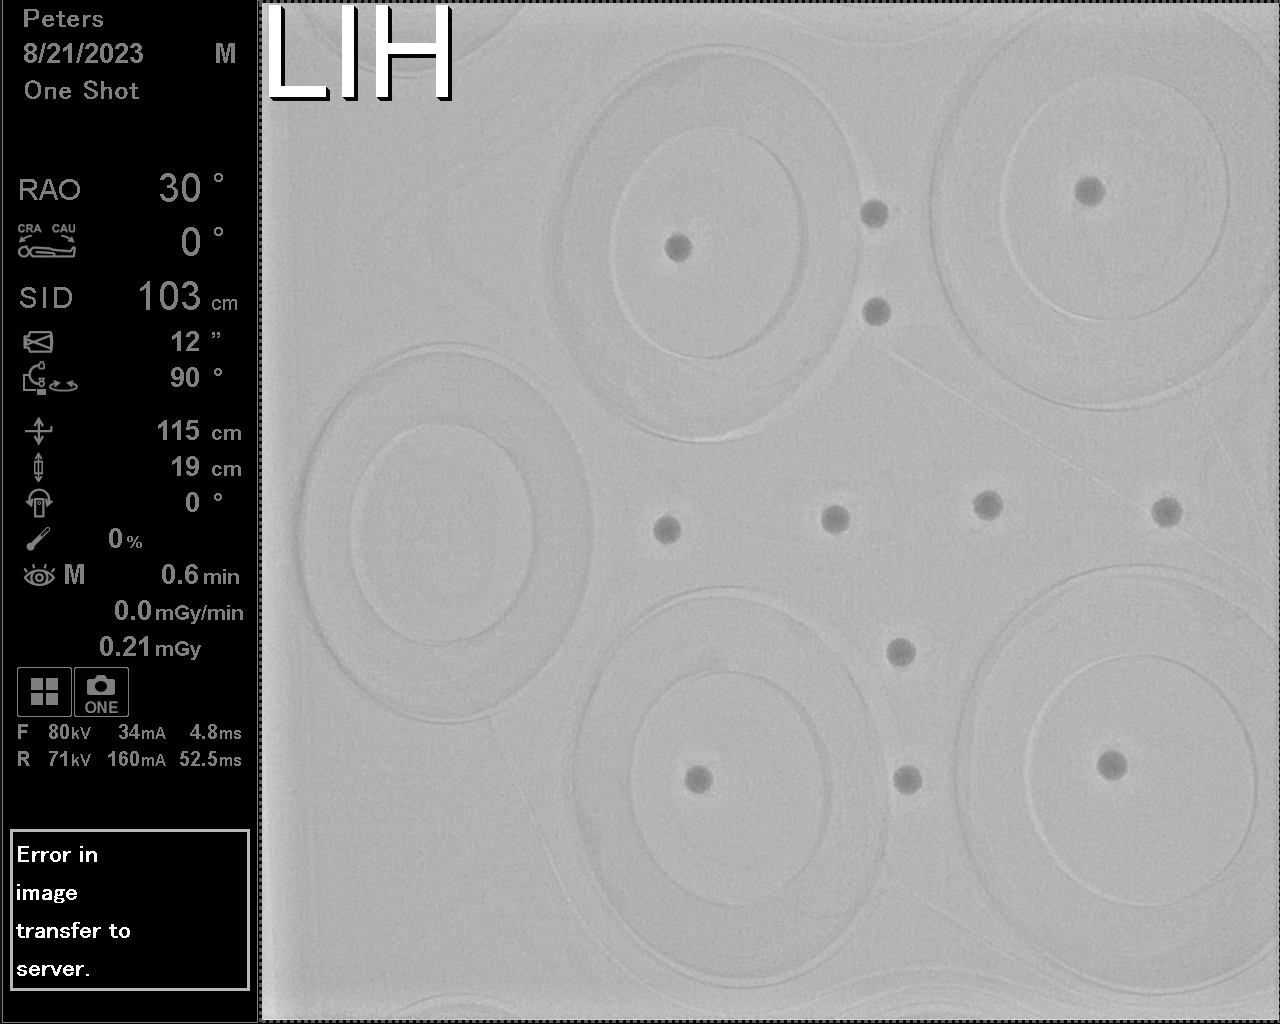 Peters
8/21/2023 M
One Shot
LIH
RAO 30 °
CRA CAU
0 °
SID 103 cm
12 ”
90 °
115 cm
19 cm
0 °
0 %
M 0.6 min
0.0 mGy/min
0.21 mGy
ONE
F 80kV 34mA 4.8ms
R 71kV 160mA 52.5ms
Error in
image
transfer to
server.